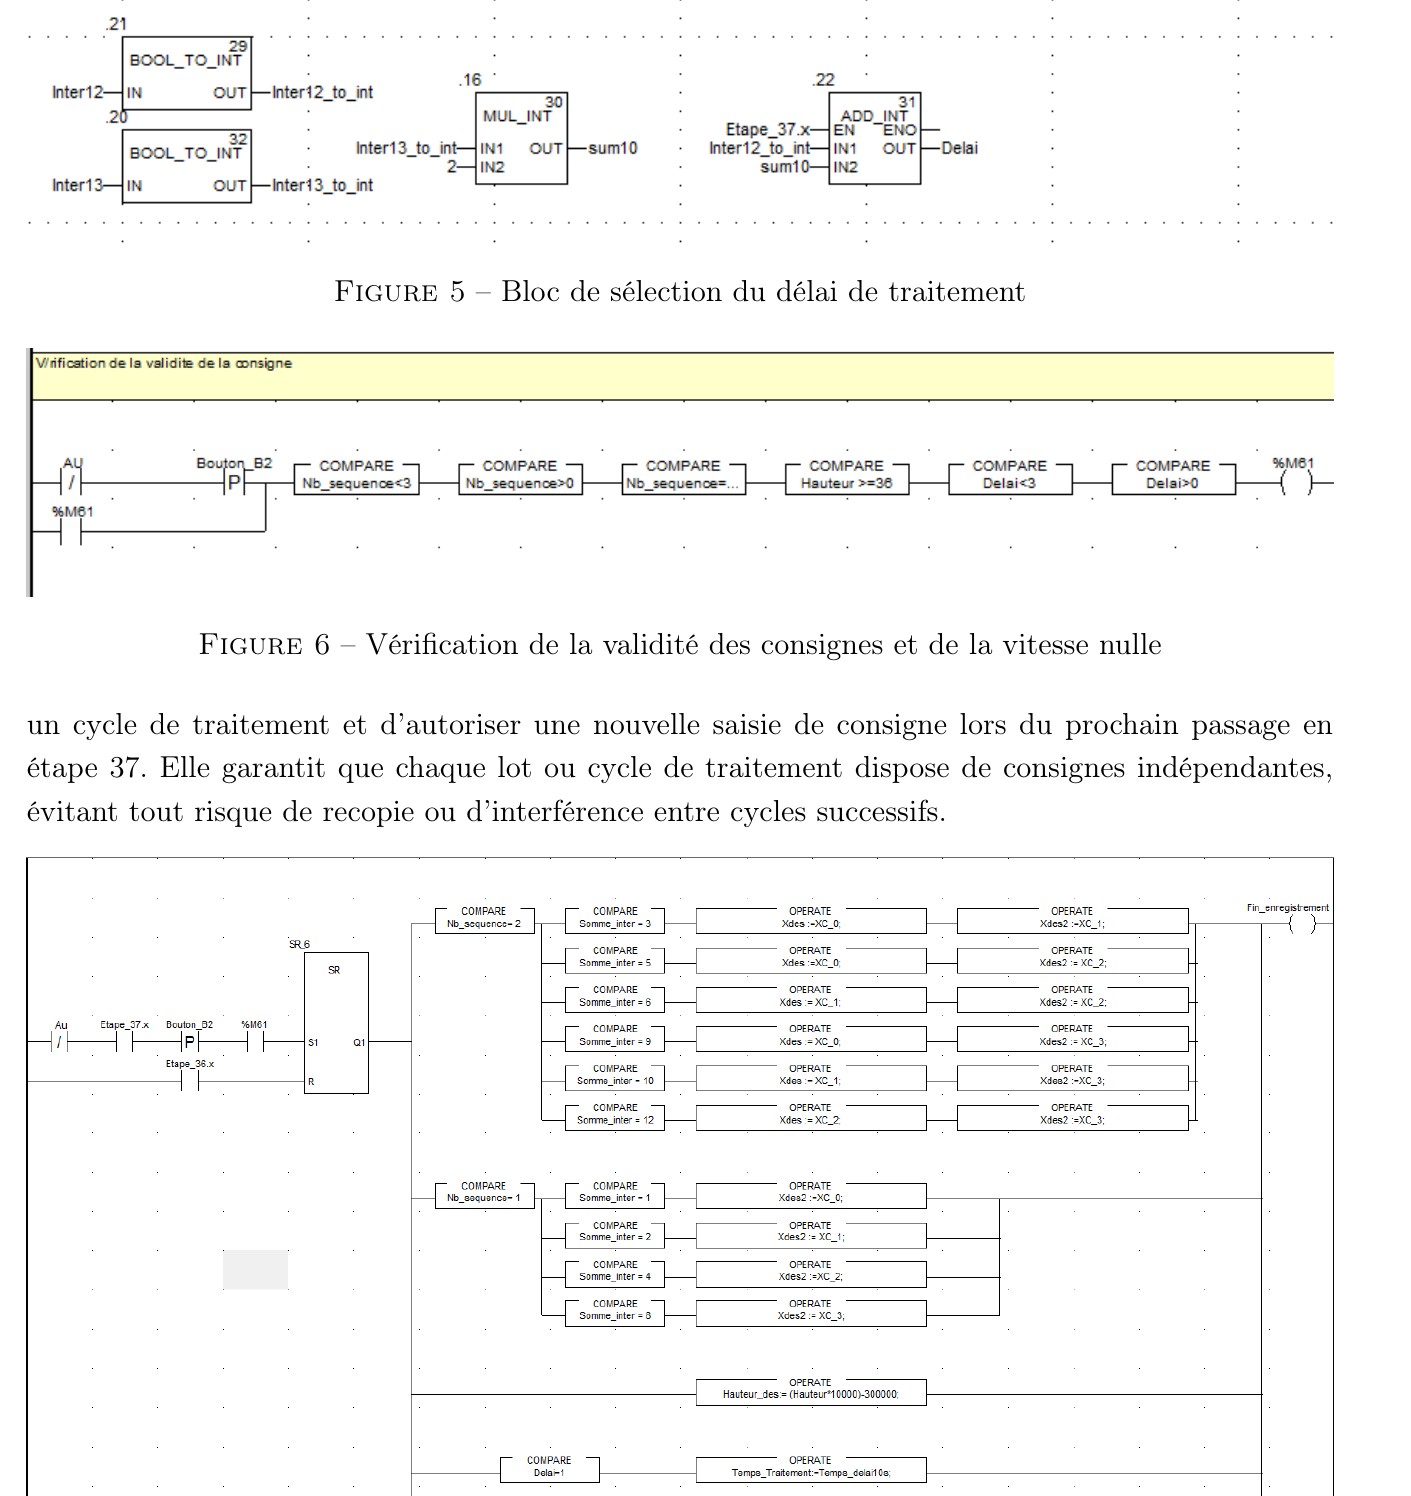 .21
29
BOOL_TO_INT
Inter12 IN OUT Inter12_to_int
.20
32
BOOL_TO_INT
Inter13 IN OUT Inter13_to_int
.16
30
MUL_INT
Inter13_to_int IN1 OUT sum10
2 IN2
.22
31
ADD_INT
Etape_37.x EN ENO
Inter12_to_int IN1 OUT Delai
sum10 IN2
FIGURE 5 – Bloc de sélection du délai de traitement
V/rification de la validite de la consigne
AU Bouton_B2 COMPARE COMPARE COMPARE COMPARE COMPARE COMPARE %M61
/ P Nb_sequence<3 Nb_sequence>0 Nb_sequence=... Hauteur >=36 Delai<3 Delai>0
%M61
FIGURE 6 – Vérification de la validité des consignes et de la vitesse nulle
un cycle de traitement et d'autoriser une nouvelle saisie de consigne lors du prochain passage en
étape 37. Elle garantit que chaque lot ou cycle de traitement dispose de consignes indépendantes,
évitant tout risque de recopie ou d'interférence entre cycles successifs.
SR_6
SR
Au Etape_37.x Bouton_B2 %M61
/ P S1 Q1
Etape_36.x
R
COMPARE COMPARE OPERATE OPERATE Fin_enregistrement
Nb_sequence=2 Somme_inter = 3 Xdes :=XC_0; Xdes2 :=XC_1;
COMPARE OPERATE OPERATE
Somme_inter = 5 Xdes :=XC_0; Xdes2 := XC_2;
COMPARE OPERATE OPERATE
Somme_inter = 6 Xdes := XC_1; Xdes2 := XC_2;
COMPARE OPERATE OPERATE
Somme_inter = 9 Xdes := XC_0; Xdes2 := XC_3;
COMPARE OPERATE OPERATE
Somme_inter = 10 Xdes := XC_1; Xdes2 :=XC_3;
COMPARE OPERATE OPERATE
Somme_inter = 12 Xdes := XC_2; Xdes2 :=XC_3;
COMPARE COMPARE OPERATE
Nb_sequence=1 Somme_inter = 1 Xdes2 :=XC_0;
COMPARE OPERATE
Somme_inter = 2 Xdes2 := XC_1;
COMPARE OPERATE
Somme_inter = 4 Xdes2 :=XC_2;
COMPARE OPERATE
Somme_inter = 8 Xdes2 := XC_3;
OPERATE
Hauteur_des:= (Hauteur*10000)-300000;
COMPARE OPERATE
Delai=1 Temps_Traitement:=Temps_delai10s;